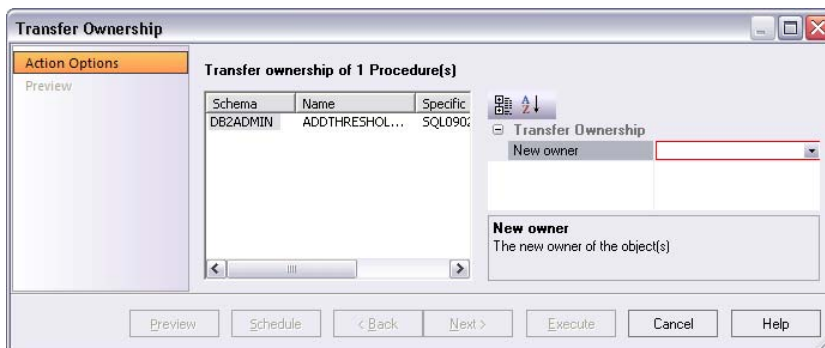 Transfer Ownership
Action Options
Preview
Transfer ownership of 1 Procedure(s)
Schema Name Specific
DB2ADMIN ADDTHRESHOL... SQL0902
Transfer Ownership
New owner
New owner
The new owner of the object(s)
Preview Schedule < Back Next > Execute Cancel Help